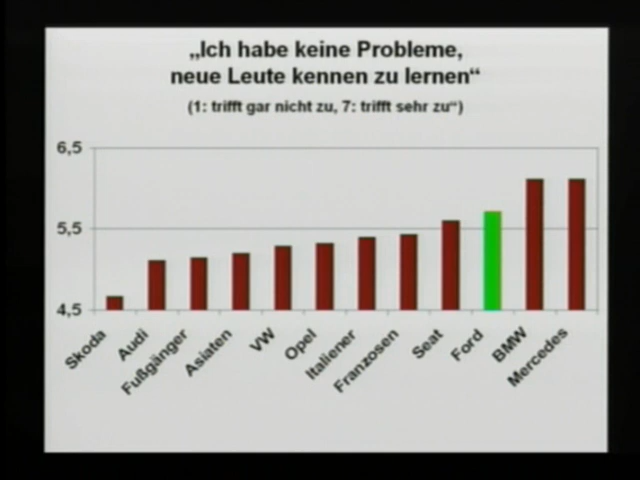 „Ich habe keine Probleme,
neue Leute kennen zu lernen“
(1: trifft gar nicht zu, 7: trifft sehr zu“)
6,5
5,5
4,5
Skoda
Audi
Fußgänger
Asiaten
VW
Opel
Italiener
Franzosen
Seat
Ford
BMW
Mercedes